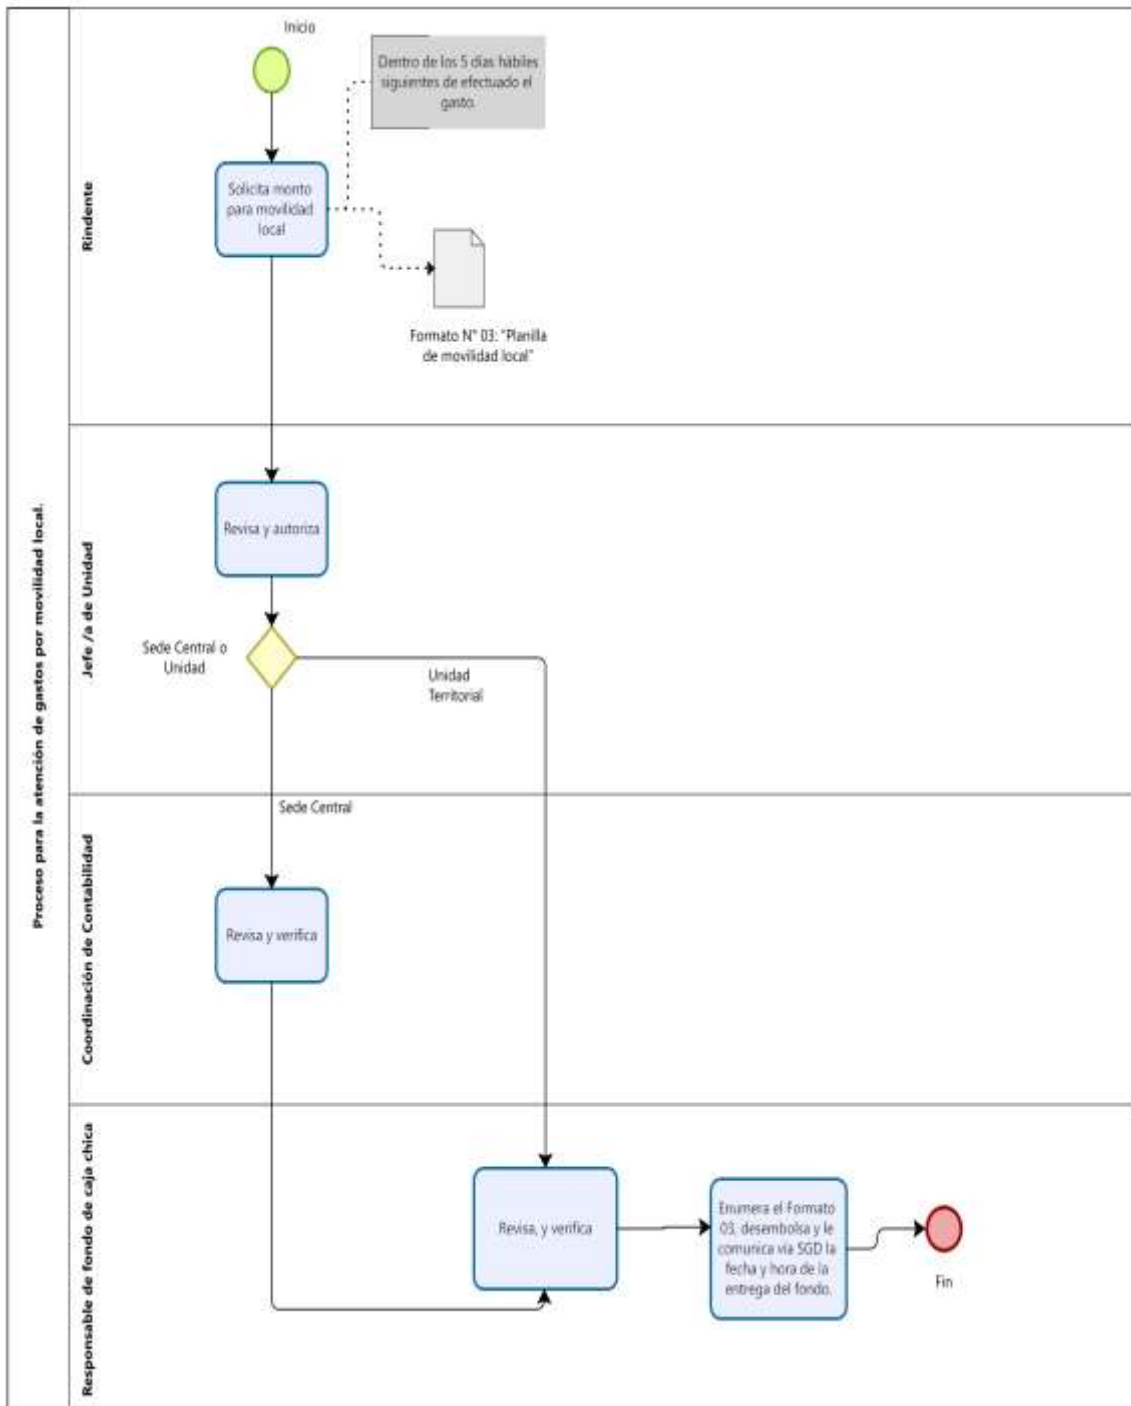 Proceso para la atención de gastos por movilidad local.
Rindente
Inicio
Dentro de los 5 días hábiles
siguientes de efectuado el
gasto.
Solicita monto
para movilidad
local
Formato N° 03: "Planilla
de movilidad local"
Jefe /a de Unidad
Revisa y autoriza
Sede Central o
Unidad
Unidad
Territorial
Coordinación de Contabilidad
Sede Central
Revisa y verifica
Responsable de fondo de caja chica
Revisa, y verifica
Enumera el Formato
03, desembolsa y le
comunica vía SGD la
fecha y hora de la
entrega del fondo.
Fin